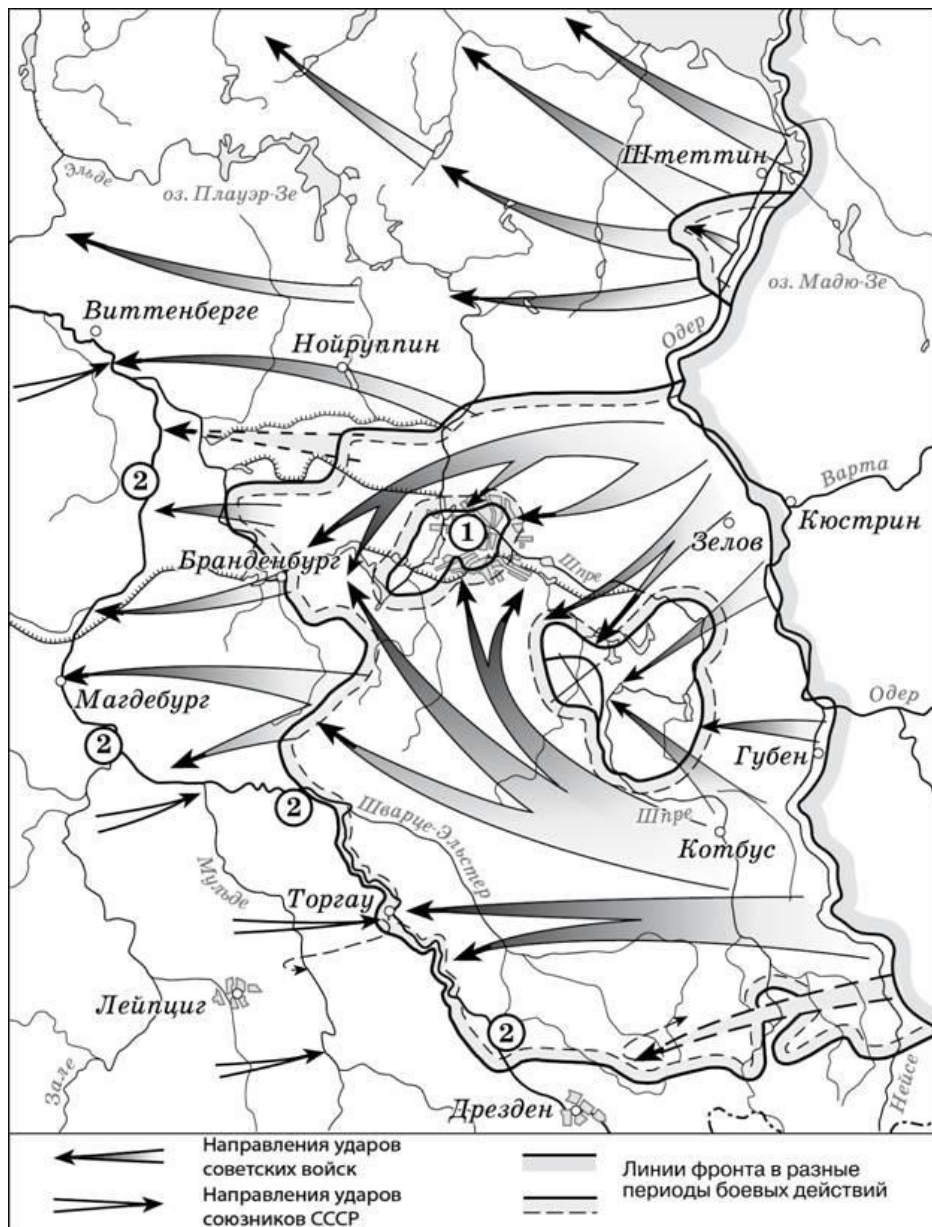 Штеттин
Эльде
оз. Плауэр-Зе
оз. Мадю-Зе
Виттенберге
Одер
Нойруппин
2
Варта
Кюстрин
1
Зелов
Бранденбург
Шпре
Магдебург
Одер
2
Губен
2
Шварце-Эльстер
Шпре
Котбус
Мульде
Торгау
Лейпциг
2
Зале
Дрезден
Нейсе
Направления ударов
советских войск
Направления ударов
союзников СССР
Линии фронта в разные
периоды боевых действий